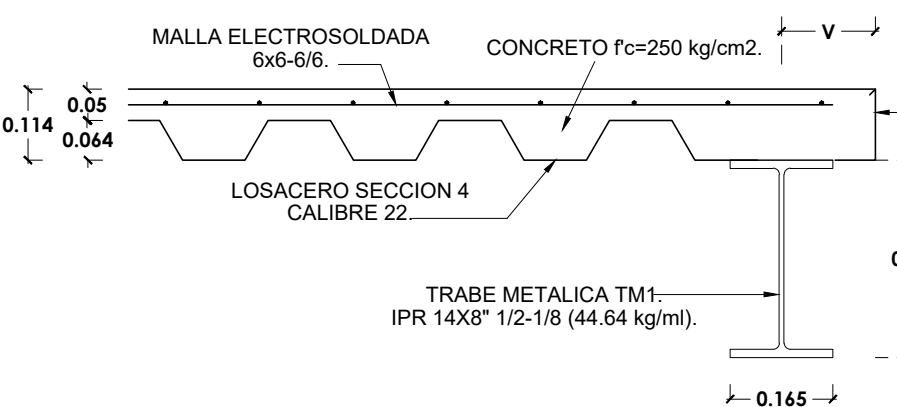 MALLA ELECTROSOLDADA
6x6-6/6.
CONCRETO f'c=250 kg/cm2.
V
0.05
0.114
0.064
LOSACERO SECCION 4
CALIBRE 22.
TRABE METALICA TM1.
IPR 14X8" 1/2-1/8 (44.64 kg/ml).
0.165